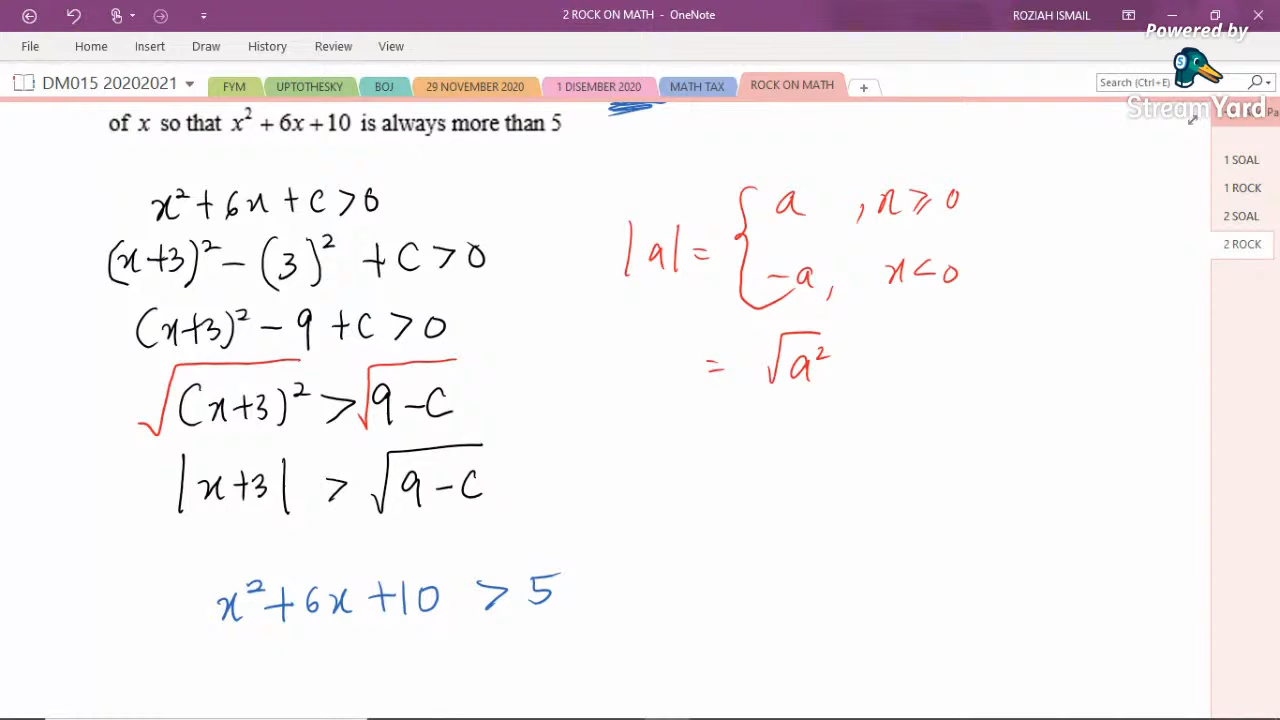 2 ROCK ON MATH - OneNote
ROZIAH ISMAIL
File Home Insert Draw History Review View
Powered by
StreamYard
DM015 20202021
FYM UPTOTHESKY BOJ 29 NOVEMBER 2020 1 DISEMBER 2020 MATH TAX ROCK ON MATH +
Search (Ctrl+E)
Pa
1 SOAL
1 ROCK
2 SOAL
2 ROCK
of x so that x² + 6x + 10 is always more than 5
x² + 6x + c > 0
(x+3)² - (3)² + c > 0
(x+3)² - 9 + c > 0
√(x+3)² > √9 - c
|x+3| > √9 - c
x² + 6x + 10 > 5
|a| = { a , x ≥ 0
-a, x < 0
= √a²